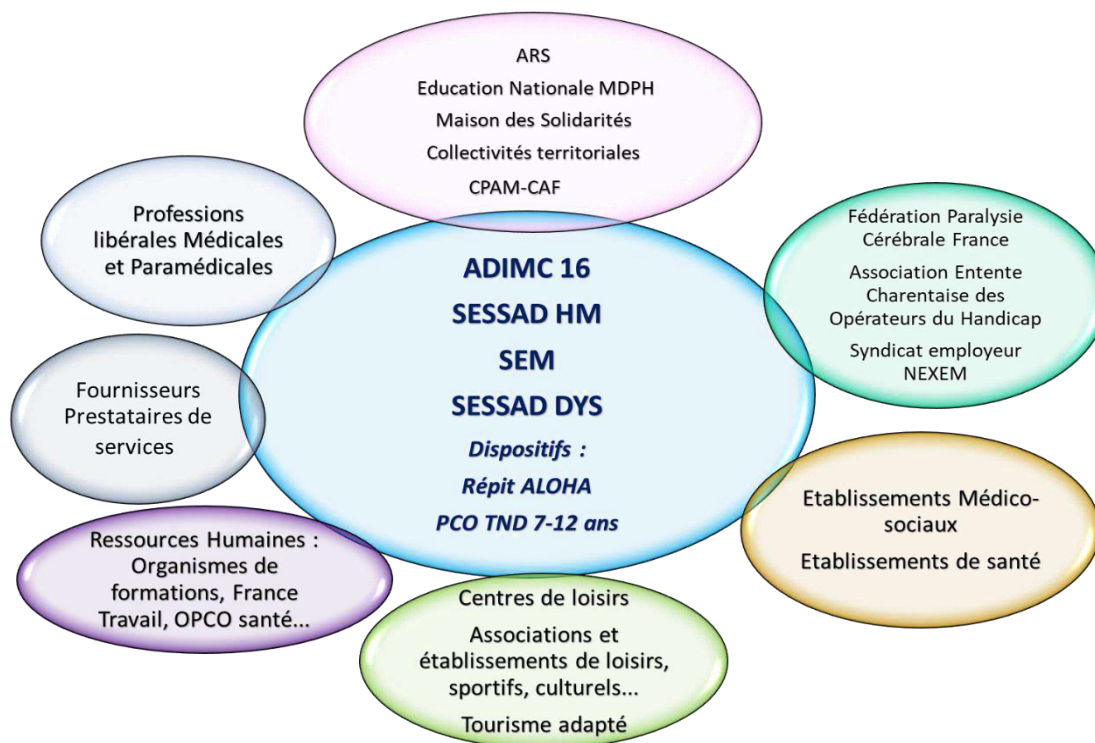 ARS
Education Nationale MDPH
Maison des Solidarités
Collectivités territoriales
CPAM-CAF
Professions
libérales Médicales
et Paramédicales
Fédération Paralysie
Cérébrale France
Association Entente
Charentaise des
Opérateurs du Handicap
Syndicat employeur
NEXEM
ADIMC 16
SESSAD HM
SEM
SESSAD DYS
Dispositifs :
Répit ALOHA
PCO TND 7-12 ans
Fournisseurs
Prestataires de
services
Etablissements Médico-
sociaux
Etablissements de santé
Ressources Humaines :
Organismes de
formations, France
Travail, OPCO santé...
Centres de loisirs
Associations et
établissements de loisirs,
sportifs, culturels...
Tourisme adapté